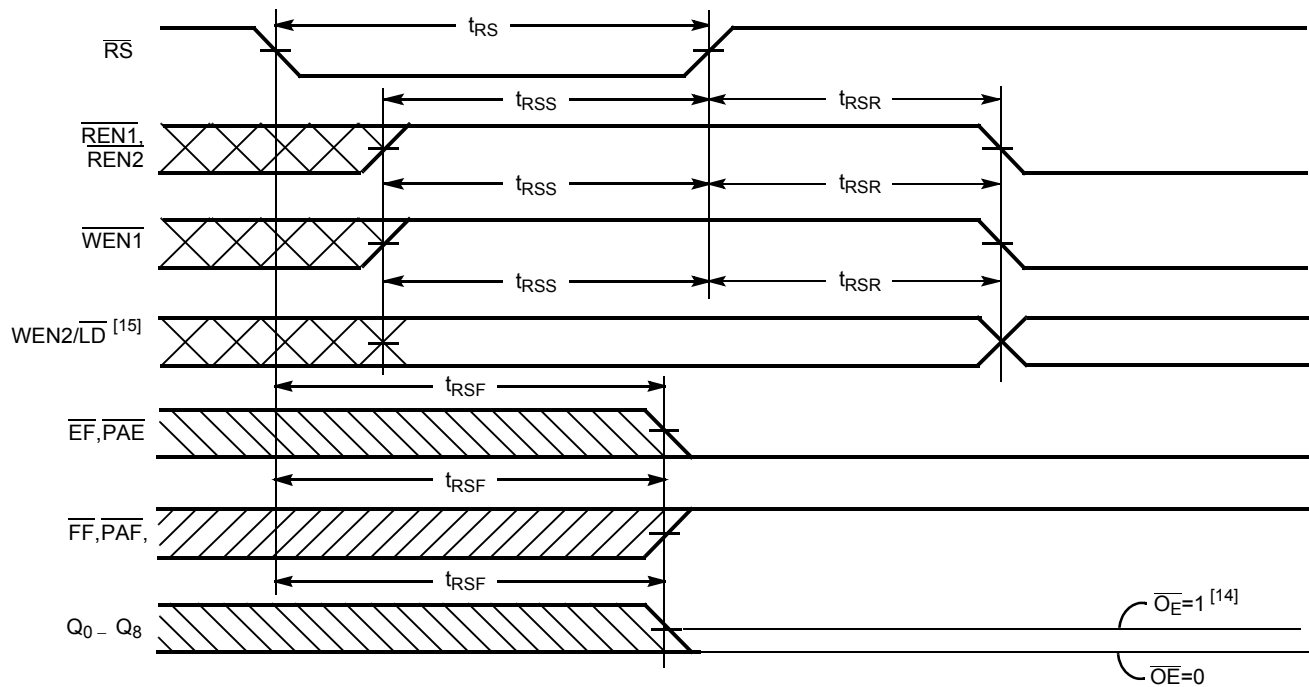 tRS
RS
tRSS
tRSR
REN1,
REN2
tRSS
tRSR
WEN1
tRSS
tRSR
WEN2/LD [15]
tRSF
EF,PAE
tRSF
FF,PAF,
tRSF
OE=1 [14]
Q0 – Q8
OE=0